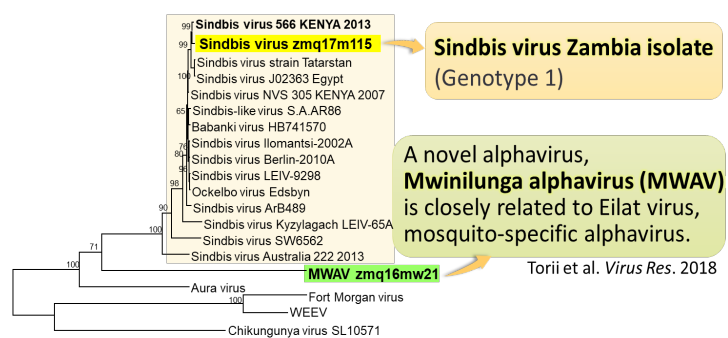 99
Sindbis virus 566 KENYA 2013
99
Sindbis virus zmq17m115
Sindbis virus strain Tatarstan
100
Sindbis virus J02363 Egypt
Sindbis virus NVS 305 KENYA 2007
65
Sindbis-like virus S.A.AR86
Babanki virus HB741570
76
Sindbis virus Ilomantsi-2002A
80
Sindbis virus Berlin-2010A
96
Sindbis virus LEIV-9298
98
Ockelbo virus Edsbyn
90
Sindbis virus ArB489
Sindbis virus Kyzylagach LEIV-65A
100
Sindbis virus SW6562
71
Sindbis virus Australia 222 2013
100
MWAV zmq16mw21
Aura virus
100
Fort Morgan virus
WEEV
Chikungunya virus SL10571
Sindbis virus Zambia isolate
(Genotype 1)
A novel alphavirus,
Mwinilunga alphavirus (MWAV)
is closely related to Eilat virus,
mosquito-specific alphavirus.
Torii et al. Virus Res. 2018